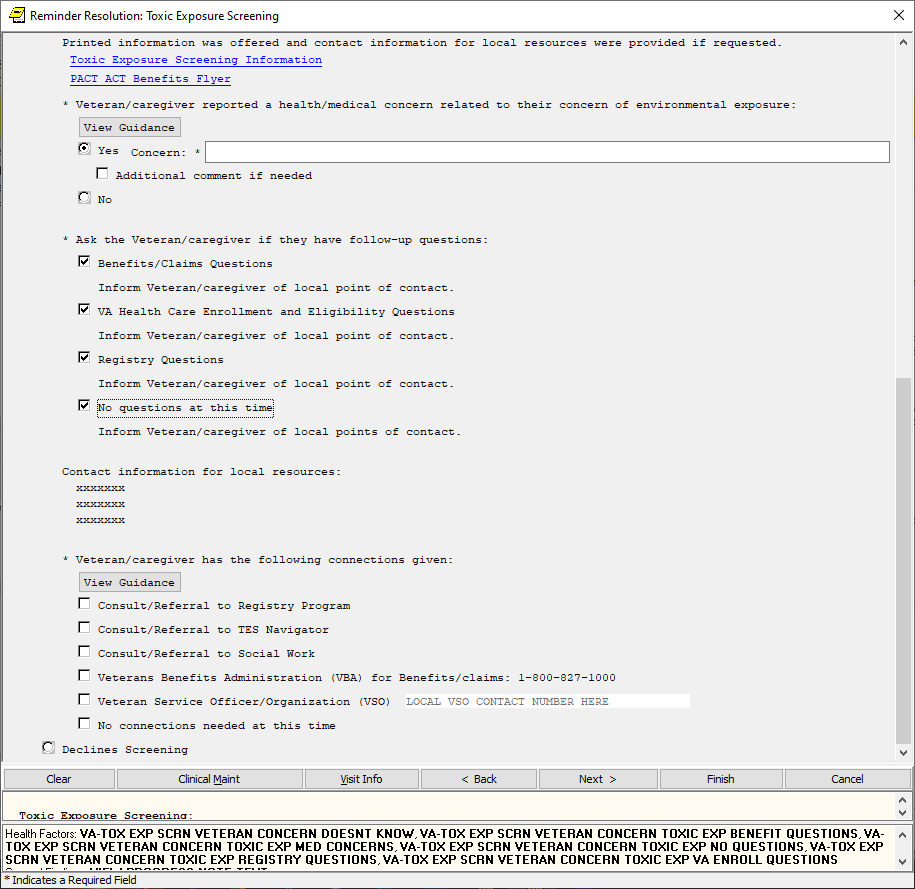 Reminder Resolution: Toxic Exposure Screening
Printed information was offered and contact information for local resources were provided if requested.
Toxic Exposure Screening Information
PACT ACT Benefits Flyer
* Veteran/caregiver reported a health/medical concern related to their concern of environmental exposure:
View Guidance
Yes Concern: *
Additional comment if needed
No
* Ask the Veteran/caregiver if they have follow-up questions:
Benefits/Claims Questions
Inform Veteran/caregiver of local point of contact.
VA Health Care Enrollment and Eligibility Questions
Inform Veteran/caregiver of local point of contact.
Registry Questions
Inform Veteran/caregiver of local point of contact.
No questions at this time
Inform Veteran/caregiver of local points of contact.
Contact information for local resources:
xxxxxxx
xxxxxxx
xxxxxxx
* Veteran/caregiver has the following connections given:
View Guidance
Consult/Referral to Registry Program
Consult/Referral to TES Navigator
Consult/Referral to Social Work
Veterans Benefits Administration (VBA) for Benefits/claims: 1-800-827-1000
Veteran Service Officer/Organization (VSO) LOCAL VSO CONTACT NUMBER HERE
No connections needed at this time
Declines Screening
Clear Clinical Maint Visit Info < Back Next > Finish Cancel
Toxic Exposure Screening:
Health Factors: VA-TOX EXP SCRN VETERAN CONCERN DOESNT KNOW, VA-TOX EXP SCRN VETERAN CONCERN TOXIC EXP BENEFIT QUESTIONS, VA-
TOX EXP SCRN VETERAN CONCERN TOXIC EXP MED CONCERNS, VA-TOX EXP SCRN VETERAN CONCERN TOXIC EXP NO QUESTIONS, VA-TOX EXP
SCRN VETERAN CONCERN TOXIC EXP REGISTRY QUESTIONS, VA-TOX EXP SCRN VETERAN CONCERN TOXIC EXP VA ENROLL QUESTIONS
* Indicates a Required Field